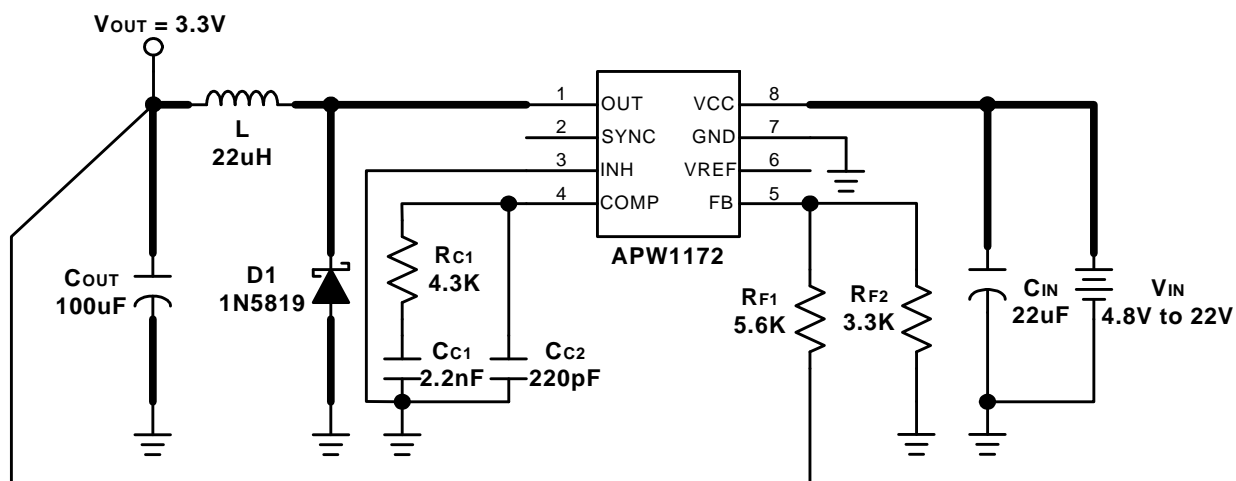 VOUT = 3.3V
L
22uH
1
2
3
4
OUT
SYNC
INH
COMP
VCC
GND
VREF
FB
8
7
6
5
APW1172
COUT
100uF
D1
1N5819
RC1
4.3K
CC1
2.2nF
CC2
220pF
RF1
5.6K
RF2
3.3K
CIN
22uF
VIN
4.8V to 22V